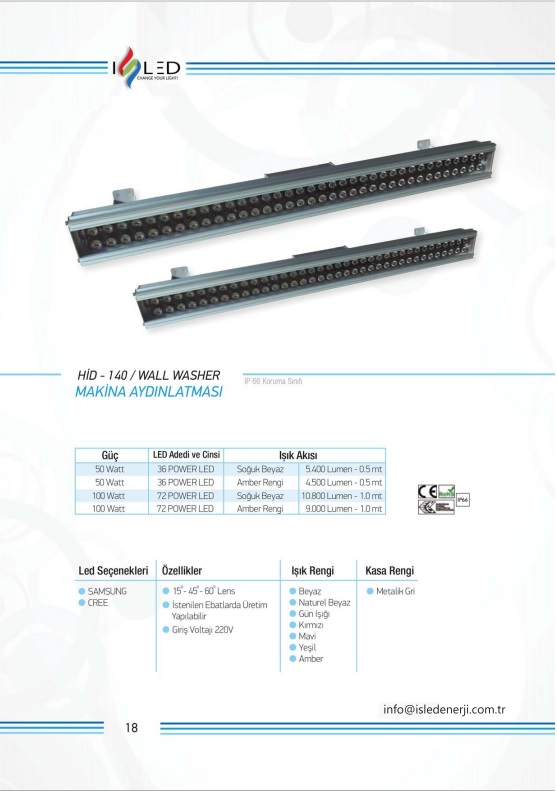 ISLED
CHANGE YOUR LIGHT!
HİD - 140 / WALL WASHER
MAKİNA AYDINLATMASI
IP 66 Koruma Sınıfı
Güç LED Adedi ve Cinsi Işık Akısı
50 Watt 36 POWER LED Soğuk Beyaz 5.400 Lumen - 0.5 mt
50 Watt 36 POWER LED Amber Rengi 4.500 Lumen - 0.5 mt
100 Watt 72 POWER LED Soğuk Beyaz 10.800 Lumen - 1.0 mt
100 Watt 72 POWER LED Amber Rengi 9.000 Lumen - 1.0 mt
CE RoHS IP66
Led Seçenekleri
SAMSUNG
CREE
Özellikler
15°- 45°- 60° Lens
İstenilen Ebatlarda Üretim
Yapılabilir
Giriş Voltajı 220V
Işık Rengi
Beyaz
Naturel Beyaz
Gün Işığı
Kırmızı
Mavi
Yeşil
Amber
Kasa Rengi
Metalik Gri
info@isledenerji.com.tr
18